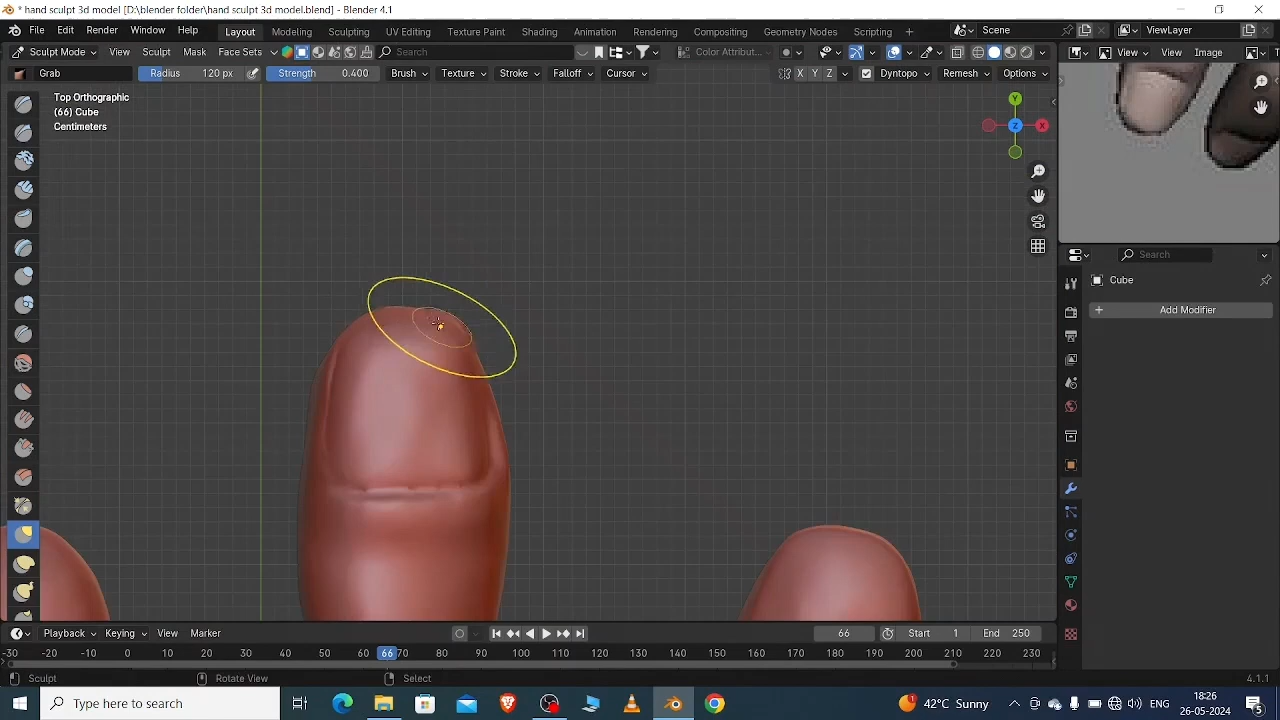 * hand sculpt 3d model [D:\blender folder\hand sculpt 3d model.blend] - Blender 4.1
File Edit Render Window Help Layout Modeling Sculpting UV Editing Texture Paint Shading Animation Rendering Compositing Geometry Nodes Scripting + Scene ViewLayer
Sculpt Mode View Sculpt Mask Face Sets Search Color Attribut... View View Image
Grab Radius 120 px Strength 0.400 Brush Texture Stroke Falloff Cursor X Y Z Dyntopo Remesh Options
Top Orthographic
(66) Cube
Centimeters
Y
Z X
Search
Cube
+ Add Modifier
Playback Keying View Marker 66 Start 1 End 250
-30 -20 -10 0 10 20 30 40 50 60 66 70 80 90 100 110 120 130 140 150 160 170 180 190 200 210 220 230
Sculpt Rotate View Select 4.1.1
Type here to search 1 42°C Sunny ENG 18:26 26-05-2024 3